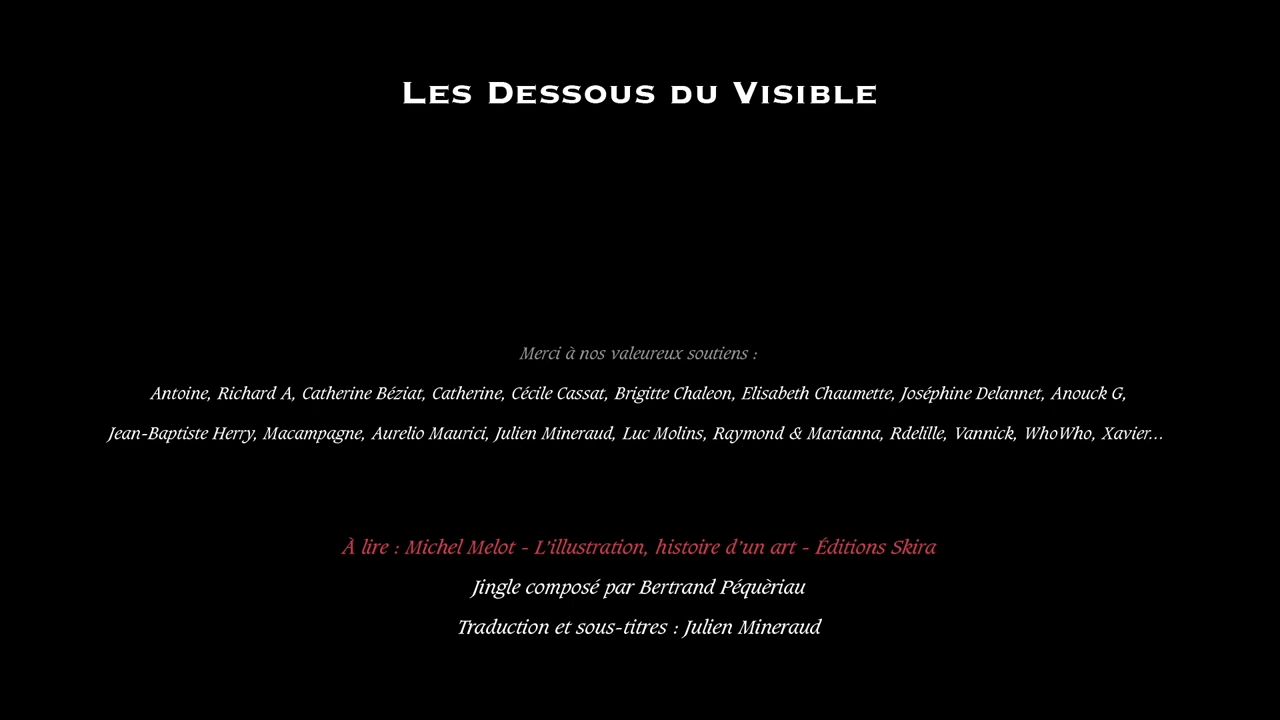 Les Dessous du Visible
Merci à nos valeureux soutiens :
Antoine, Richard A, Catherine Béziat, Catherine, Cécile Cassat, Brigitte Chaleon, Elisabeth Chaumette, Joséphine Delannet, Anouck G,
Jean-Baptiste Herry, Macampagne, Aurelio Maurici, Julien Mineraud, Luc Molins, Raymond & Marianna, Rdelille, Vannick, WhoWho, Xavier...
À lire : Michel Melot - L'illustration, histoire d'un art - Éditions Skira
Jingle composé par Bertrand Péquèriau
Traduction et sous-titres : Julien Mineraud